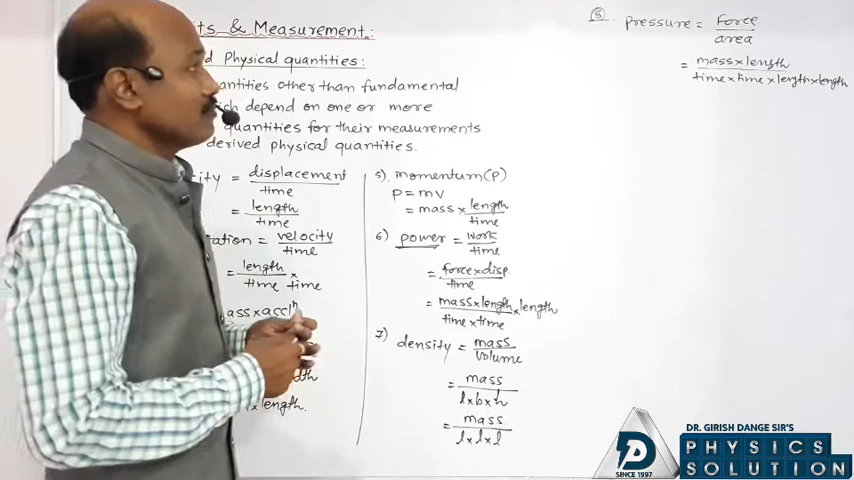 ts & Measurement:
d Physical quantities:
antities other than fundamental
ich depend on one or more
quantities for their measurements
derived physical quantities.
ity = displacement / time
= length / time
ration = velocity / time
= length / time × time
ass × accln
× length.
5). momentum (P)
P = mv
= mass × length / time
6) power = work / time
= force × disp / time
= mass × length / time × time × length
7) density = mass / volume
= mass / l × b × h
= mass / l × l × l
(8). pressure = Force / area
= mass × length / time × time × length × length
SINCE 1997
DR. GIRISH DANGE SIR'S
PHYSICS
SOLUTION